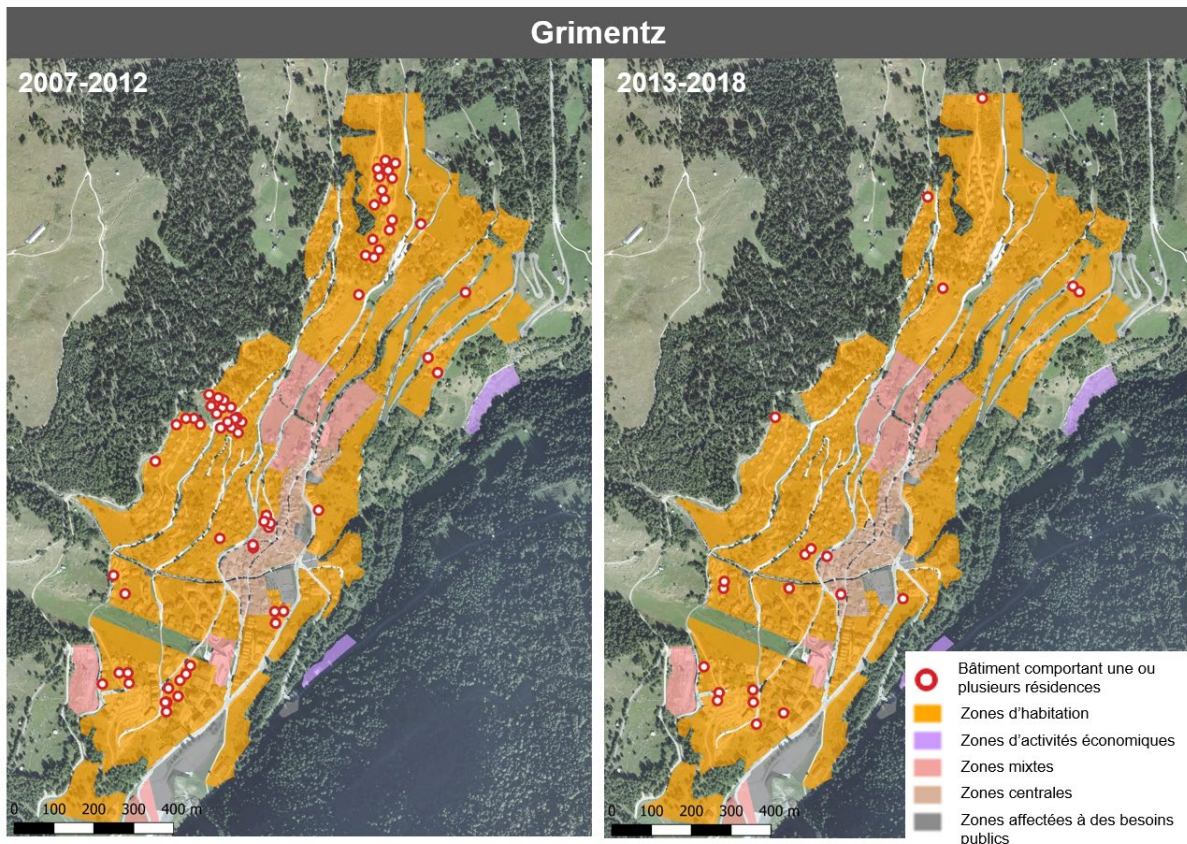 Grimentz
2007-2012
2013-2018
0 100 200 300 400 m
0 100 200 300 400 m
Bâtiment comportant une ou
plusieurs résidences
Zones d'habitation
Zones d'activités économiques
Zones mixtes
Zones centrales
Zones affectées à des besoins
publics